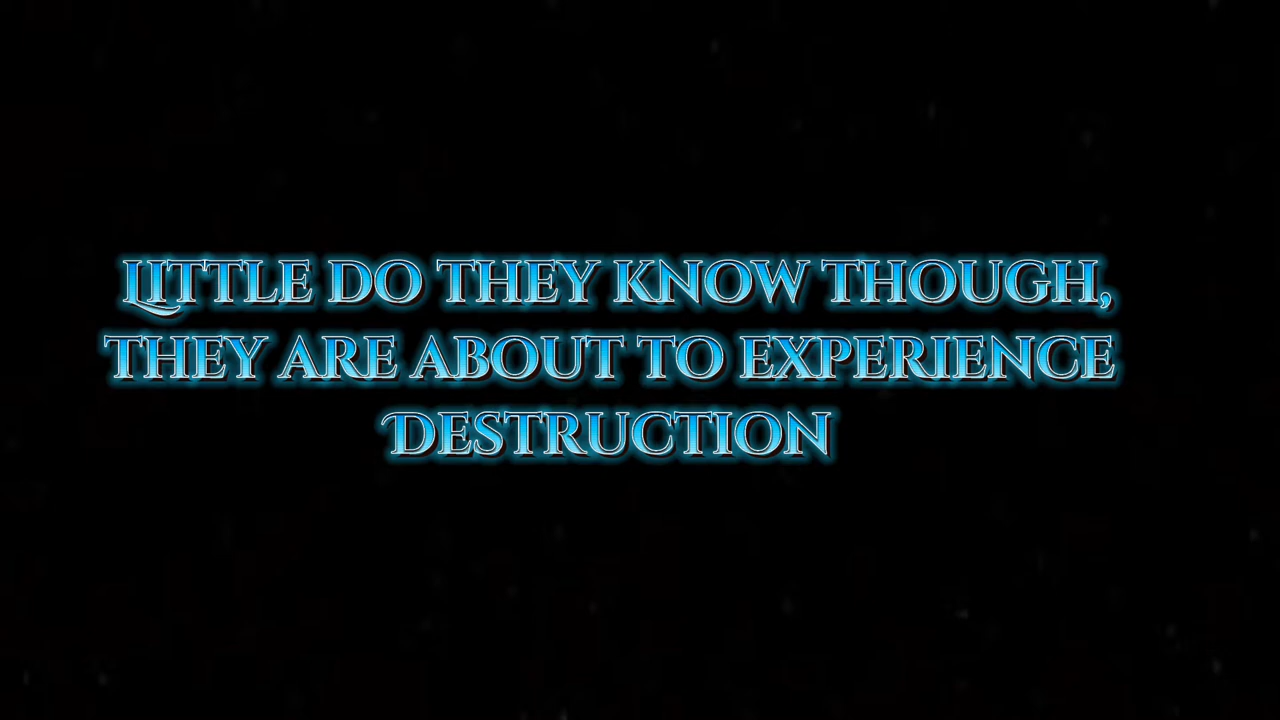 Little do they know though,
they are about to experience
Destruction